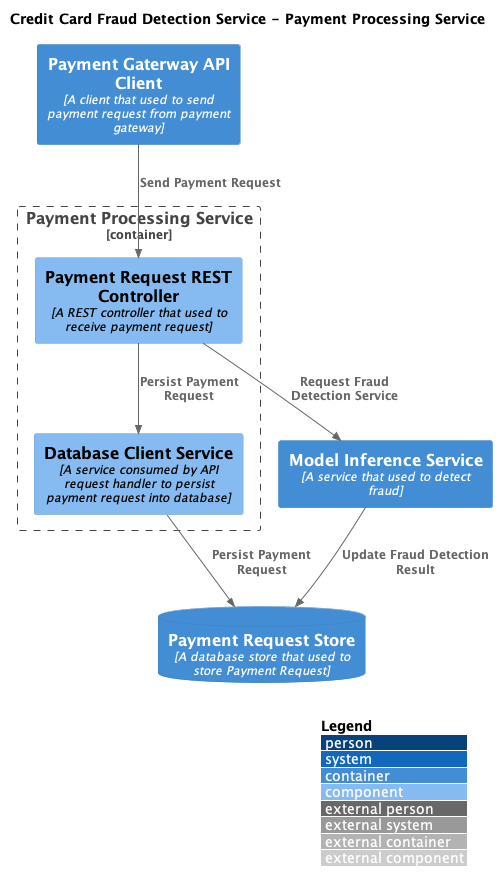 Credit Card Fraud Detection Service - Payment Processing Service
Payment Gaterway API
Client
[A client that used to send
payment request from payment
gateway]
Send Payment Request
Payment Processing Service
[container]
Payment Request REST
Controller
[A REST controller that used to
receive payment request]
Persist Payment
Request
Request Fraud
Detection Service
Database Client Service
[A service consumed by API
request handler to persist
payment request into database]
Model Inference Service
[A service that used to detect
fraud]
Persist Payment
Request
Update Fraud Detection
Result
Payment Request Store
[A database store that used to
store Payment Request]
Legend
person
system
container
component
external person
external system
external container
external component